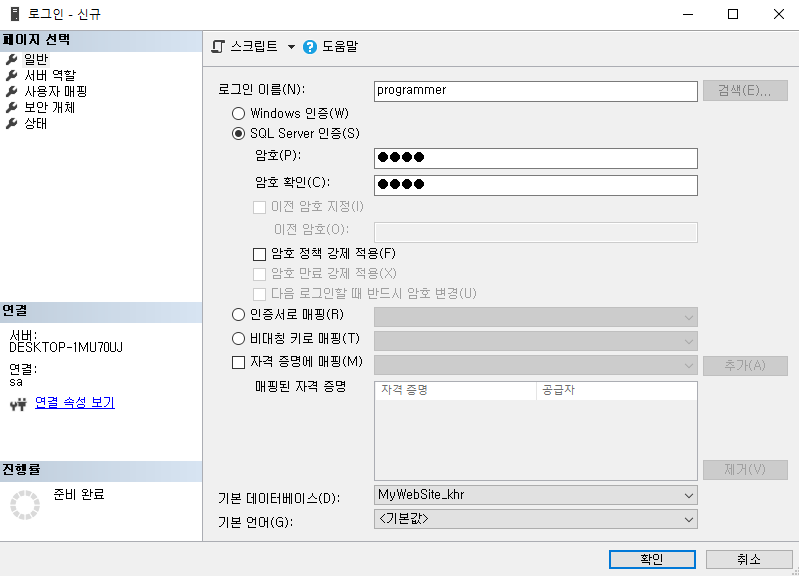 로그인 - 신규
페이지 선택
일반
서버 역할
사용자 매핑
보안 개체
상태
연결
서버:
DESKTOP-1MU70UJ
연결:
sa
연결 속성 보기
진행률
준비 완료
스크립트 도움말
로그인 이름(N): programmer 검색(E)...
Windows 인증(W)
SQL Server 인증(S)
암호(P): ●●●●
암호 확인(C): ●●●●
이전 암호 지정(I)
이전 암호(O):
암호 정책 강제 적용(F)
암호 만료 강제 적용(X)
다음 로그인할 때 반드시 암호 변경(U)
인증서로 매핑(R)
비대칭 키로 매핑(T)
자격 증명에 매핑(M) 추가(A)
매핑된 자격 증명 자격 증명 공급자
제거(V)
기본 데이터베이스(D): MyWebSite_khr
기본 언어(G): <기본값>
확인 취소